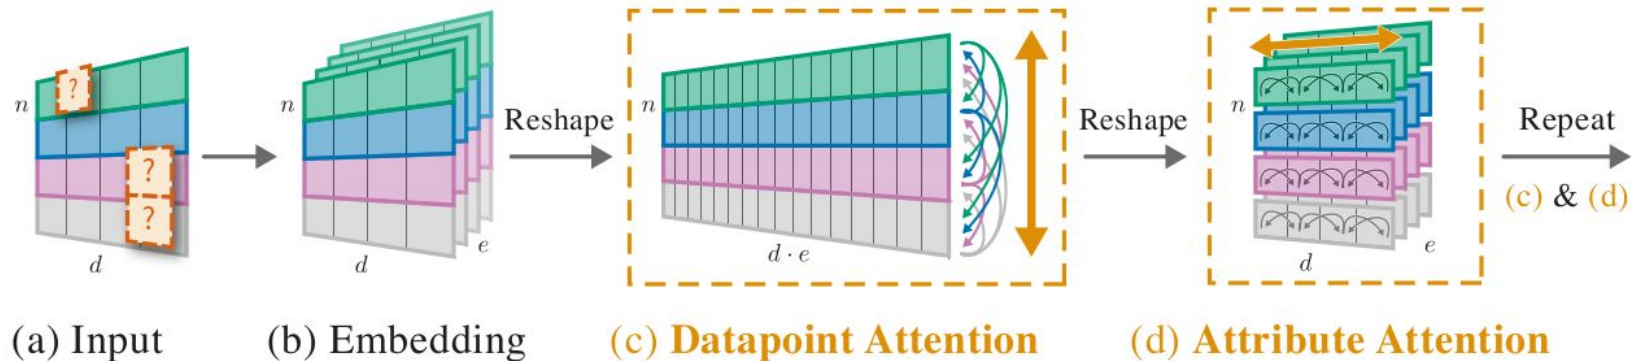 n
?
?
?
d
n
d
e
Reshape
n
d · e
Reshape
n
d
e
Repeat
(c) & (d)
(a) Input
(b) Embedding
(c) Datapoint Attention
(d) Attribute Attention